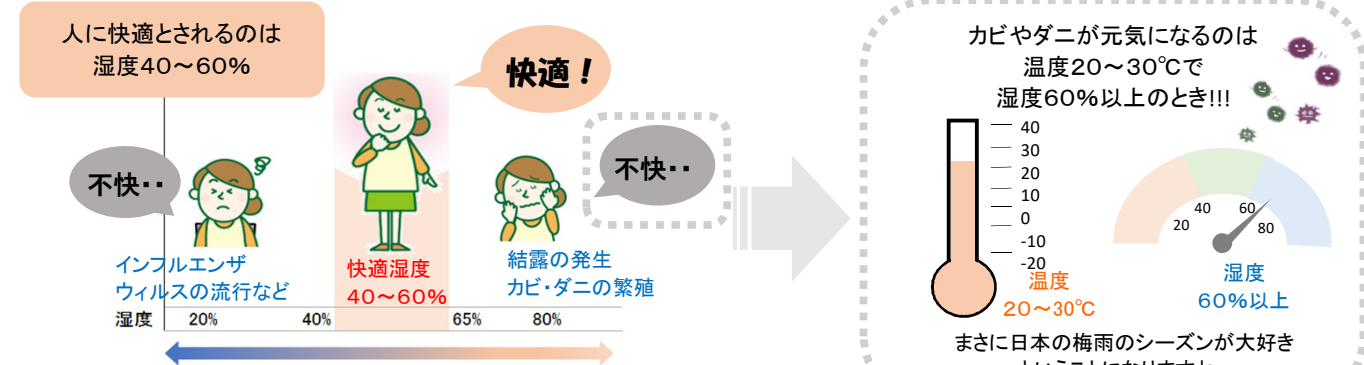 人に快適とされるのは
湿度40～60%
快適！
不快・・
不快・・
インフルエンザ
ウィルスの流行など
快適湿度
40～60%
結露の発生
カビ・ダニの繁殖
湿度 20% 40% 65% 80%
カビやダニが元気になるのは
温度20～30℃で
湿度60%以上のとき!!!
40
30
20
10
0
-10
-20
温度
20～30℃
20
40
60
80
湿度
60%以上
まさに日本の梅雨のシーズンが大好き